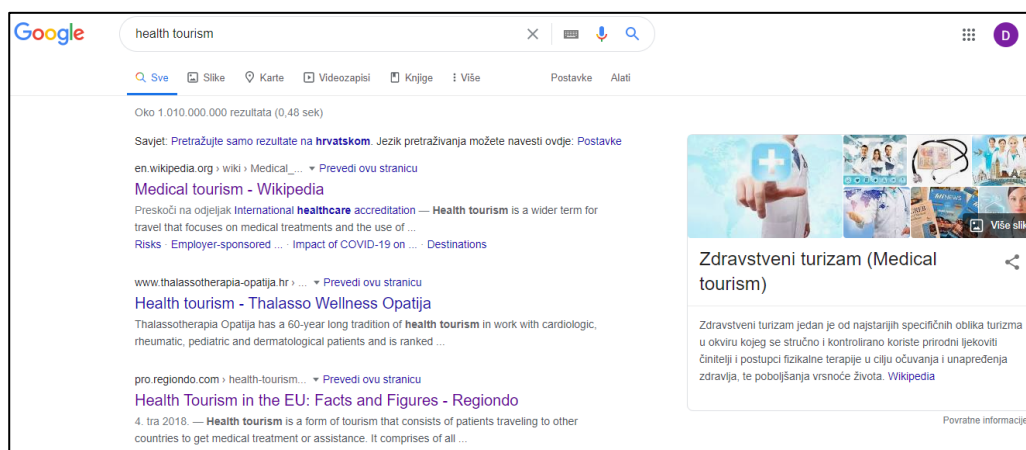 Google
health tourism
D
Sve Slike Karte Videozapisi Knjige Više Postavke Alati
Oko 1.010.000.000 rezultata (0,48 sek)
Savjet: Pretražujte samo rezultate na hrvatskom. Jezik pretraživanja možete navesti ovdje: Postavke
en.wikipedia.org › wiki › Medical_... ▾ Prevedi ovu stranicu
Medical tourism - Wikipedia
Preskoči na odjeljak International healthcare accreditation — Health tourism is a wider term for
travel that focuses on medical treatments and the use of ...
Risks · Employer-sponsored ... · Impact of COVID-19 on ... · Destinations
www.thalassotherapia-opatija.hr › ... ▾ Prevedi ovu stranicu
Health tourism - Thalasso Wellness Opatija
Thalassotherapia Opatija has a 60-year long tradition of health tourism in work with cardiologic,
rheumatic, pediatric and dermatological patients and is ranked ...
pro.regiondo.com › health-tourism... ▾ Prevedi ovu stranicu
Health Tourism in the EU: Facts and Figures - Regiondo
4. tra 2018. — Health tourism is a form of tourism that consists of patients traveling to other
countries to get medical treatment or assistance. It comprises of all ...
Više slik
Zdravstveni turizam (Medical
tourism)
Zdravstveni turizam jedan je od najstarijih specifičnih oblika turizma
u okviru kojeg se stručno i kontrolirano koriste prirodni ljekoviti
činitelji i postupci fizikalne terapije u cilju očuvanja i unapređenja
zdravlja, te poboljšanja vrsnoće života. Wikipedia
Povratne informacije